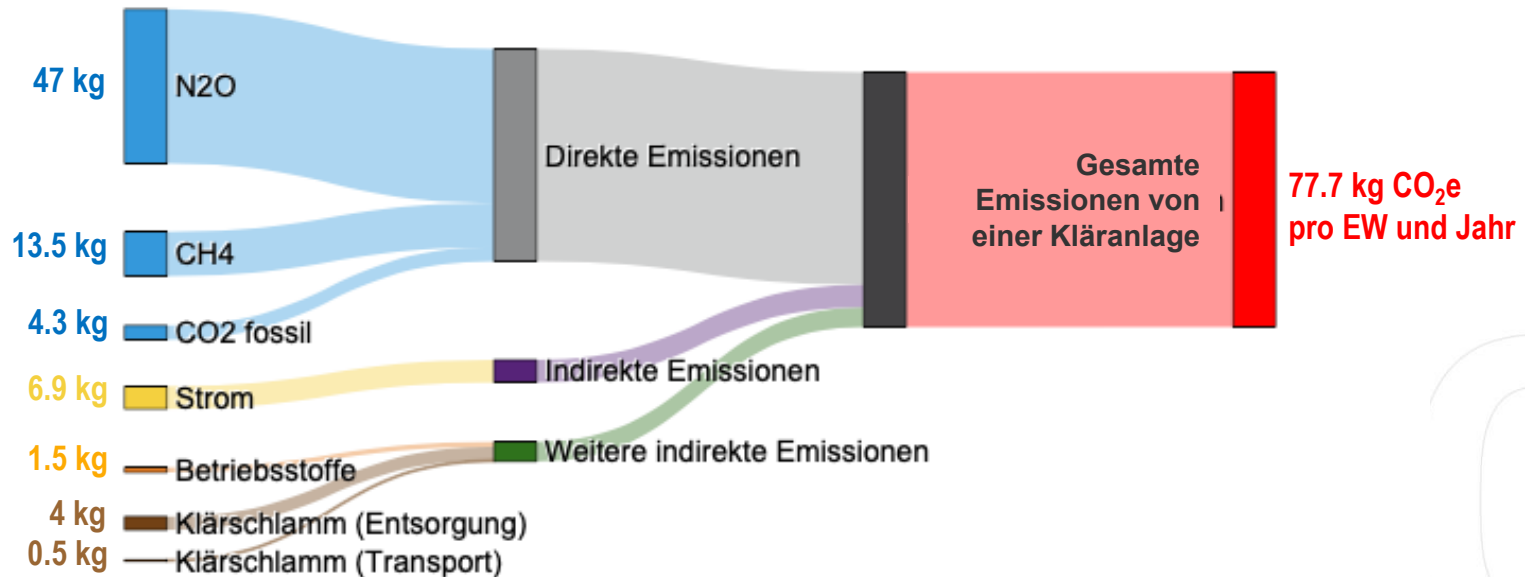 47 kg
N2O
13.5 kg
CH4
4.3 kg
CO2 fossil
6.9 kg
Strom
1.5 kg
Betriebsstoffe
4 kg
Klärschlamm (Entsorgung)
0.5 kg
Klärschlamm (Transport)
Direkte Emissionen
Indirekte Emissionen
Weitere indirekte Emissionen
Gesamte
Emissionen von
einer Kläranlage
77.7 kg CO₂e
pro EW und Jahr